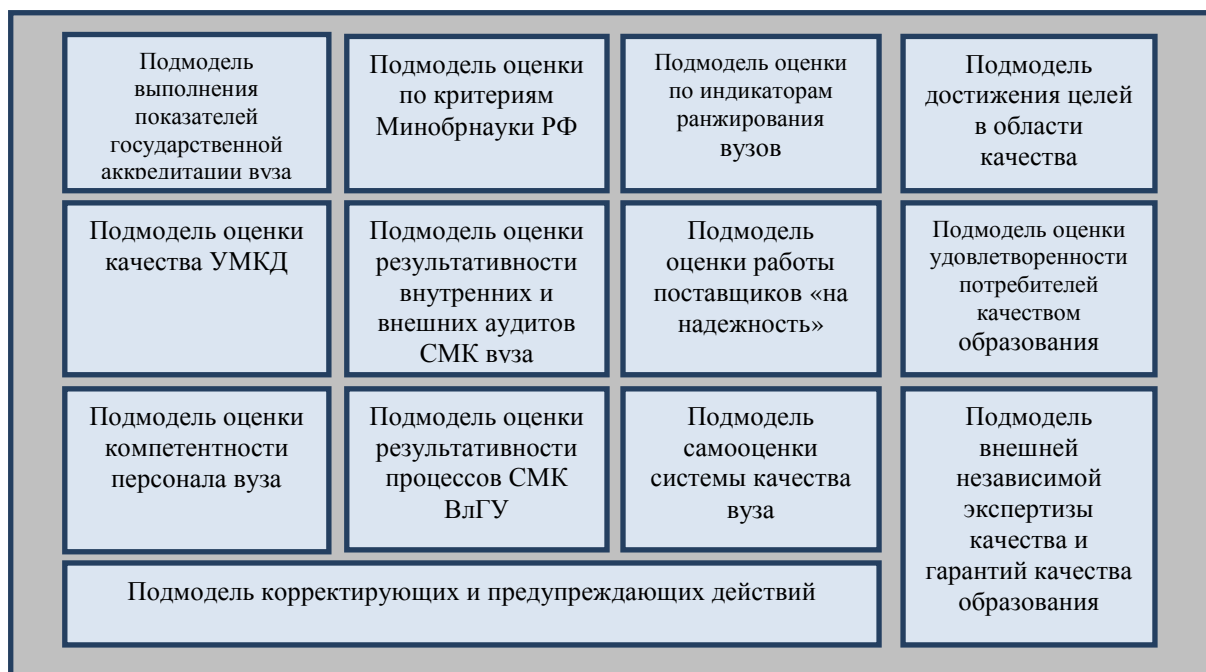 Подмодель
выполнения
показателей
государственной
аккредитации вуза
Подмодель оценки
по критериям
Минобрнауки РФ
Подмодель оценки
по индикаторам
ранжирования
вузов
Подмодель
достижения целей
в области
качества
Подмодель оценки
качества УМКД
Подмодель оценки
результативности
внутренних и
внешних аудитов
СМК вуза
Подмодель
оценки работы
поставщиков «на
надежность»
Подмодель оценки
удовлетворенности
потребителей
качеством
образования
Подмодель оценки
компетентности
персонала вуза
Подмодель оценки
результативности
процессов СМК
ВлГУ
Подмодель
самооценки
системы качества
вуза
Подмодель
внешней
независимой
экспертизы
качества и
гарантий качества
образования
Подмодель корректирующих и предупреждающих действий